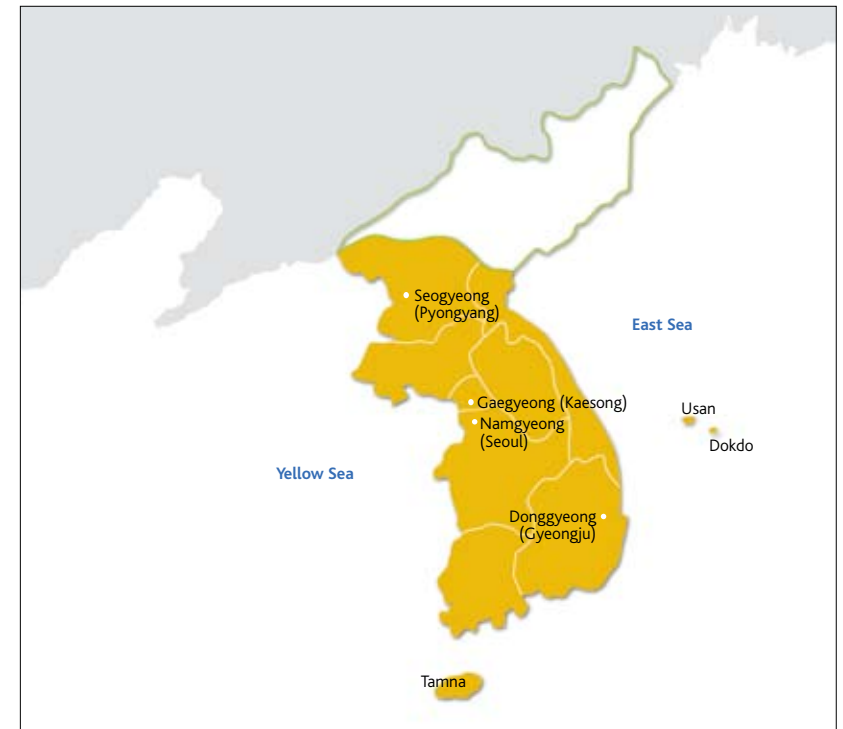 Seogyeong
(Pyongyang)
East Sea
Gaegyeong (Kaesong)
Usan
Namgyeong
(Seoul)
Dokdo
Yellow Sea
Donggyeong
(Gyeongju)
Tamna